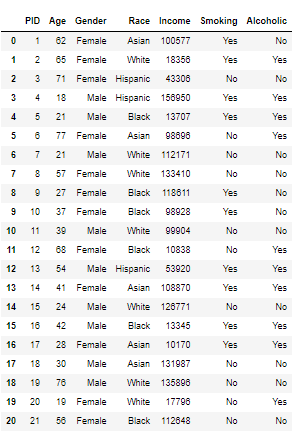 PID Age Gender Race Income Smoking Alcoholic
0 1 62 Female Asian 100577 Yes No
1 2 65 Female White 18356 Yes Yes
2 3 71 Female Hispanic 43306 No No
3 4 18 Male Hispanic 156950 Yes Yes
4 5 21 Male Black 13707 Yes Yes
5 6 77 Female Asian 98696 No Yes
6 7 21 Male White 112171 No No
7 8 57 Female White 133410 No No
8 9 27 Female Black 118611 Yes No
9 10 37 Female Black 98928 Yes No
10 11 39 Male White 99904 No No
11 12 68 Female Black 10838 No Yes
12 13 54 Male Hispanic 53920 Yes Yes
13 14 41 Female Asian 108870 Yes Yes
14 15 24 Male White 126771 No No
15 16 42 Male Black 13345 Yes Yes
16 17 28 Female Asian 10170 Yes Yes
17 18 30 Male Asian 131987 No No
18 19 76 Male White 135896 No No
19 20 19 Female White 17796 No Yes
20 21 56 Female Black 112648 No No